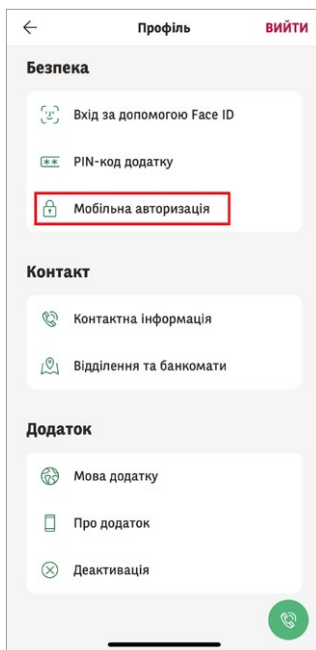 Профіль
ВИЙТИ
Безпека
Вхід за допомогою Face ID
** PIN-код додатку
Мобільна авторизація
Контакт
Контактна інформація
Відділення та банкомати
Додаток
Мова додатку
Про додаток
Деактивація